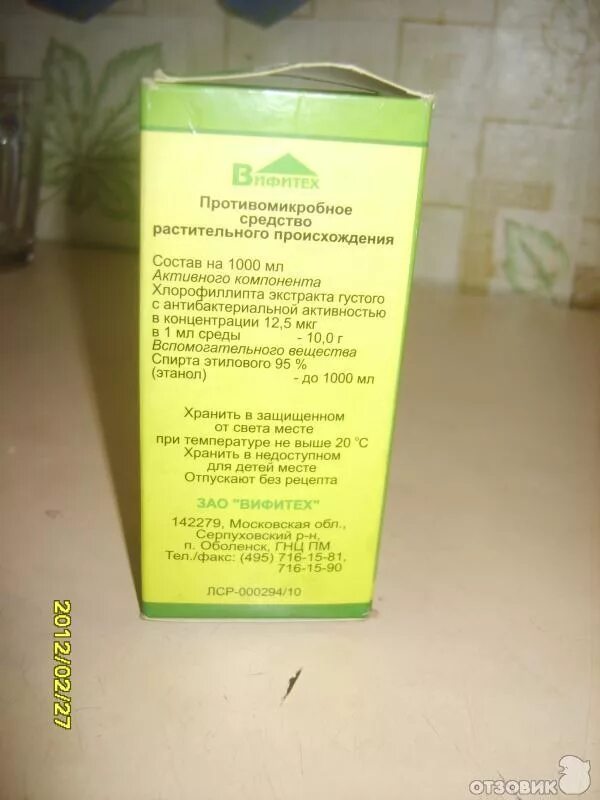 ВИФИТЕХ
Противомикробное
средство
растительного происхождения
Состав на 1000 мл
Активного компонента
Хлорофиллипта экстракта густого
с антибактериальной активностью
в концентрации 12,5 мкг
в 1 мл среды - 10,0 г
Вспомогательного вещества
Спирта этилового 95 %
(этанол) - до 1000 мл
Хранить в защищенном
от света месте
при температуре не выше 20 °С
Хранить в недоступном
для детей месте
Отпускают без рецепта
ЗАО "ВИФИТЕХ"
142279, Московская обл.,
Серпуховский р-н,
п. Оболенск, ГНЦ ПМ
Тел./факс: (495) 716-15-81,
716-15-90
ЛСР-000294/10
2012/02/27
ОТЗОВИК